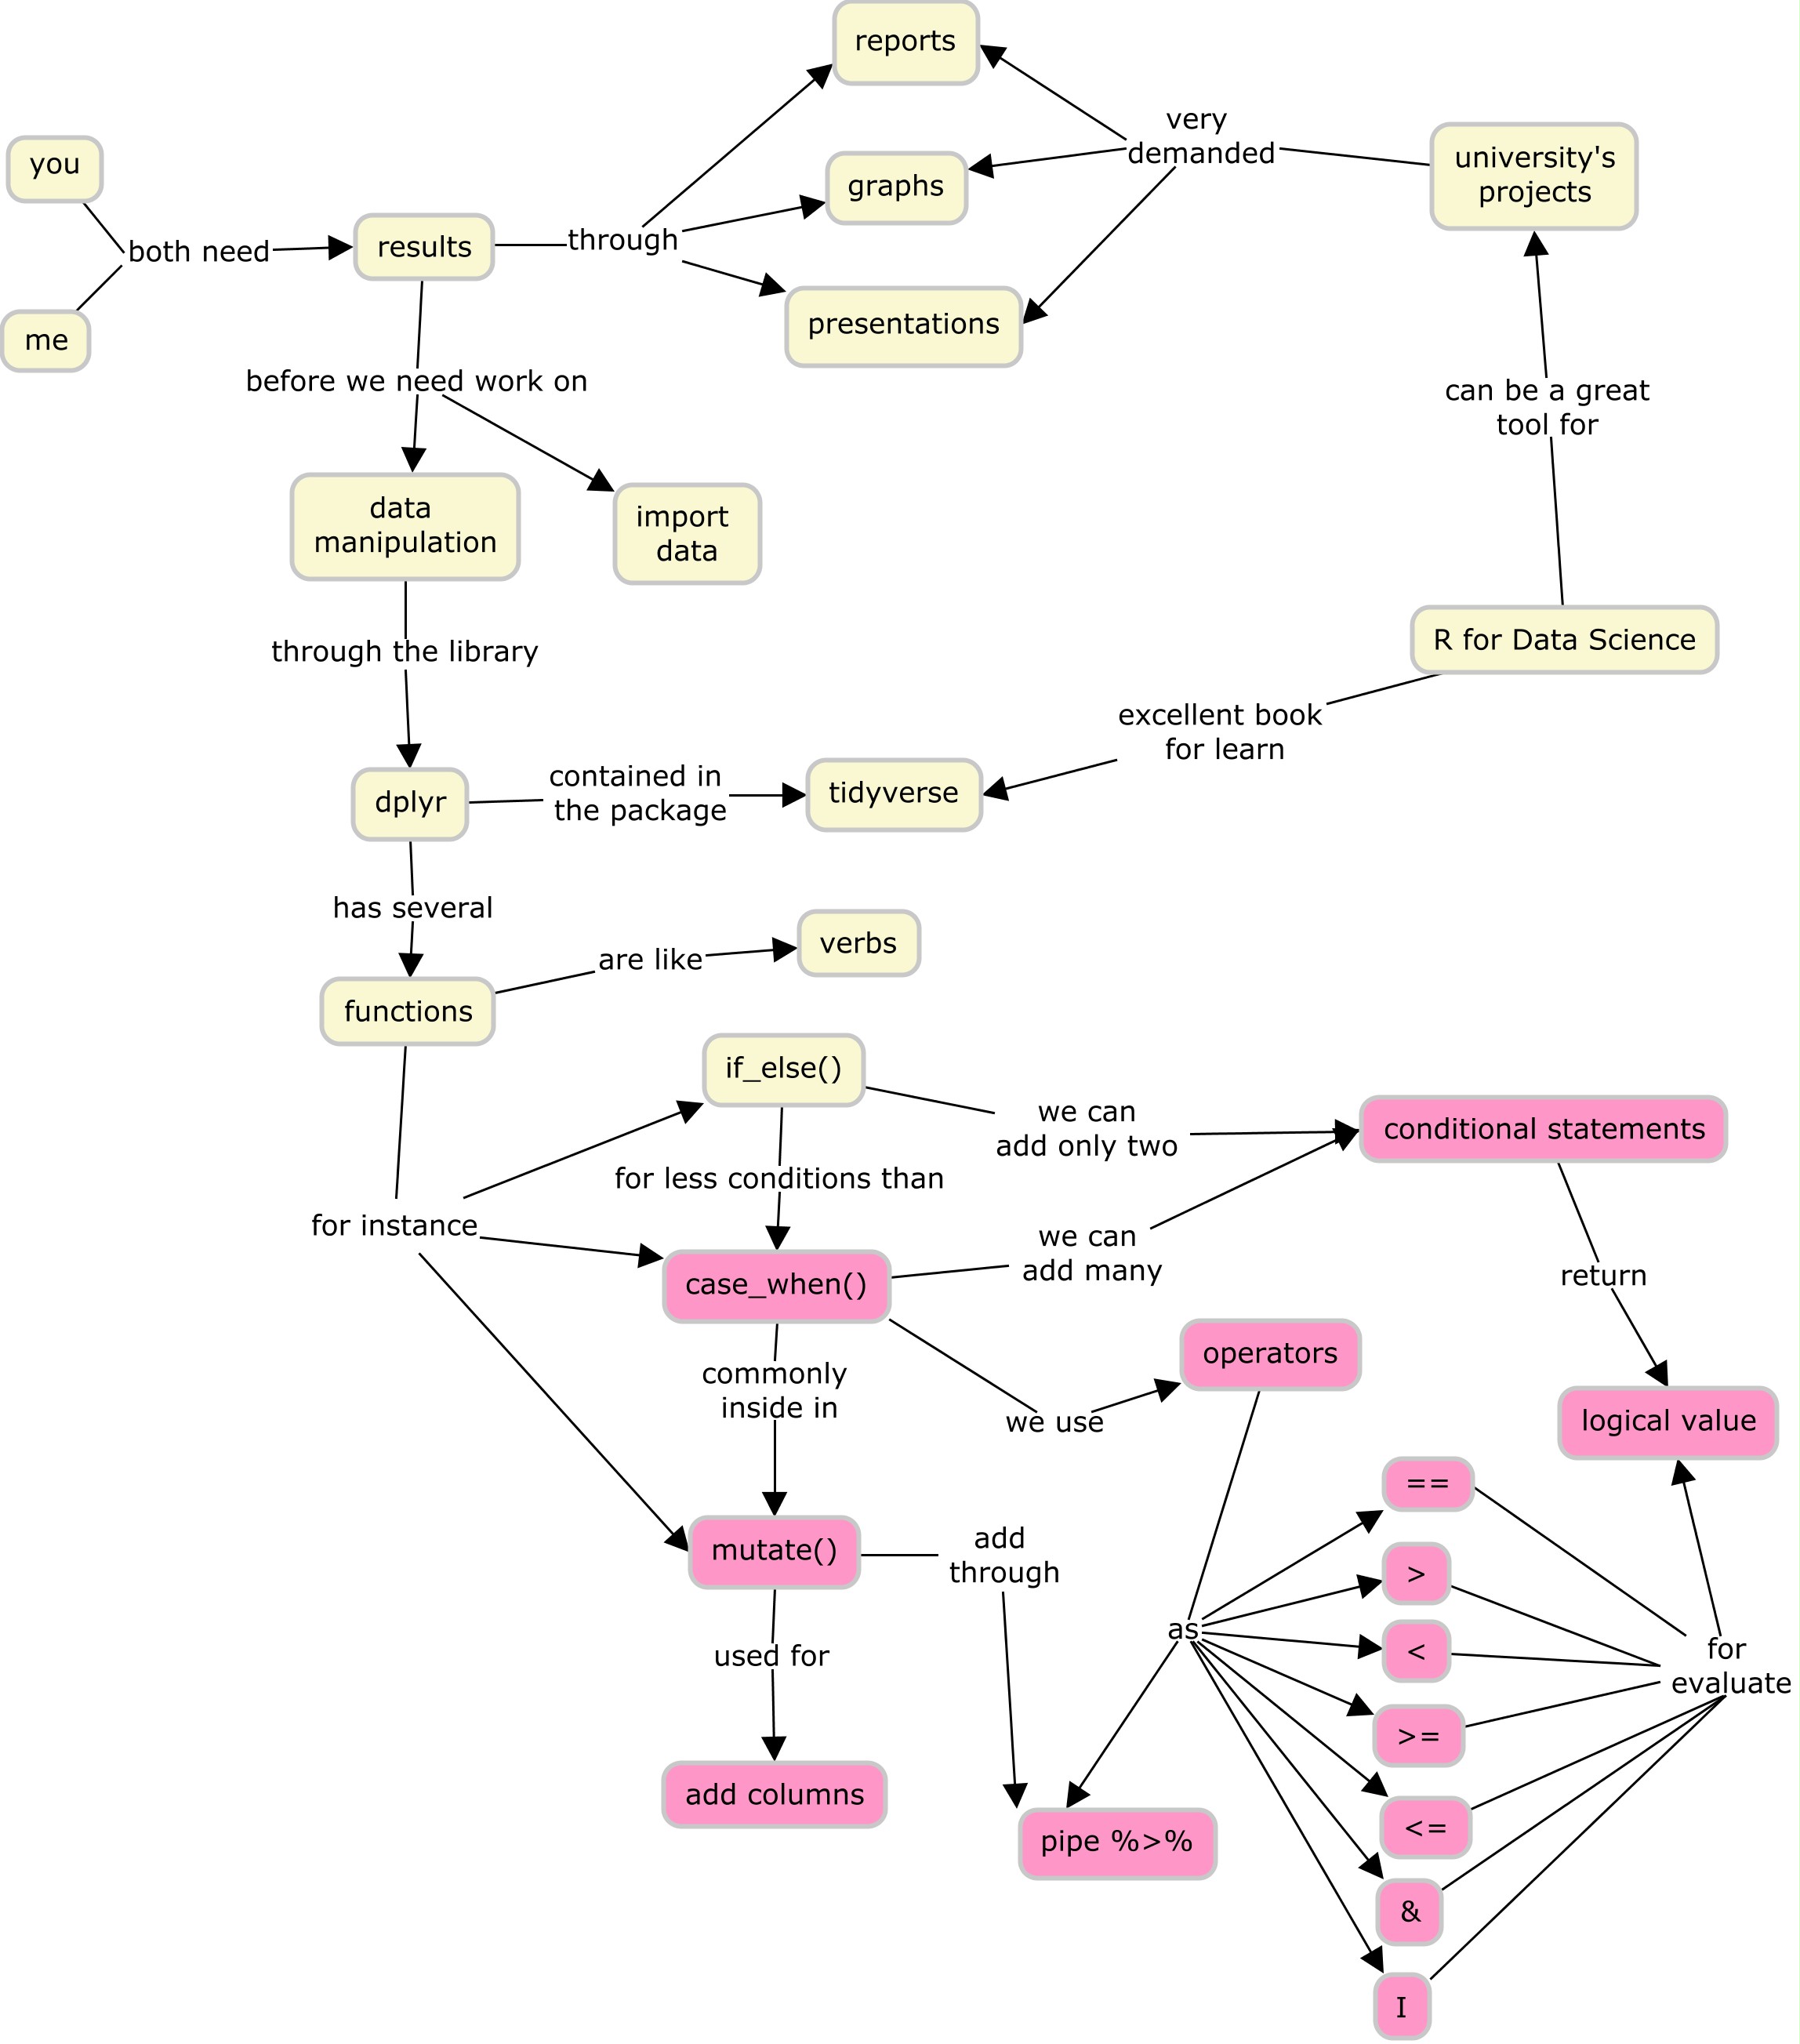 reports
very
demanded
you
university's
projects
graphs
both need
results
through
me
presentations
before we need work on
can be a great
tool for
data
manipulation
import
data
through the library
R for Data Science
excellent book
for learn
dplyr
contained in
the package
tidyverse
has several
verbs
are like
functions
if_else()
we can
add only two
conditional statements
for less conditions than
for instance
we can
add many
return
case_when()
operators
commonly
inside in
we use
logical value
==
mutate()
add
through
>
as
<
for
evaluate
used for
>=
add columns
<=
pipe %>%
&
I